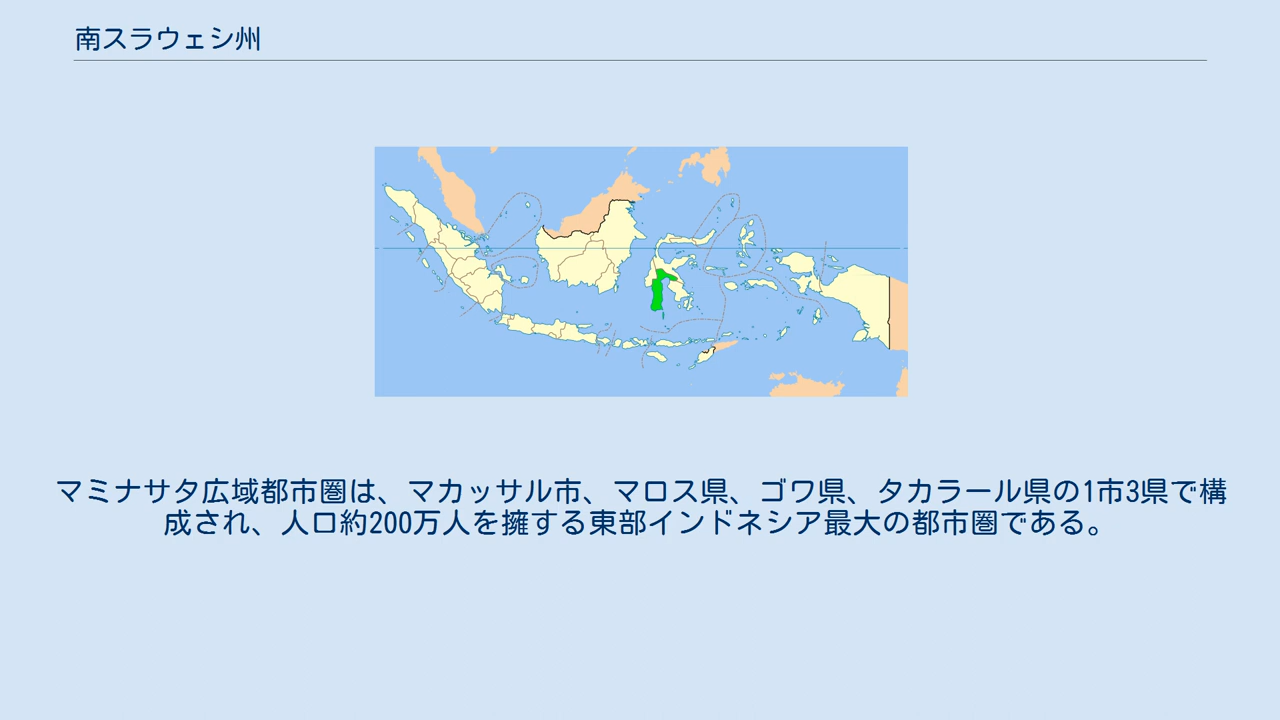 南スラウェシ州
マミナサタ広域都市圏は、マカッサル市、マロス県、ゴワ県、タカラール県の1市3県で構
成され、人口約200万人を擁する東部インドネシア最大の都市圏である。